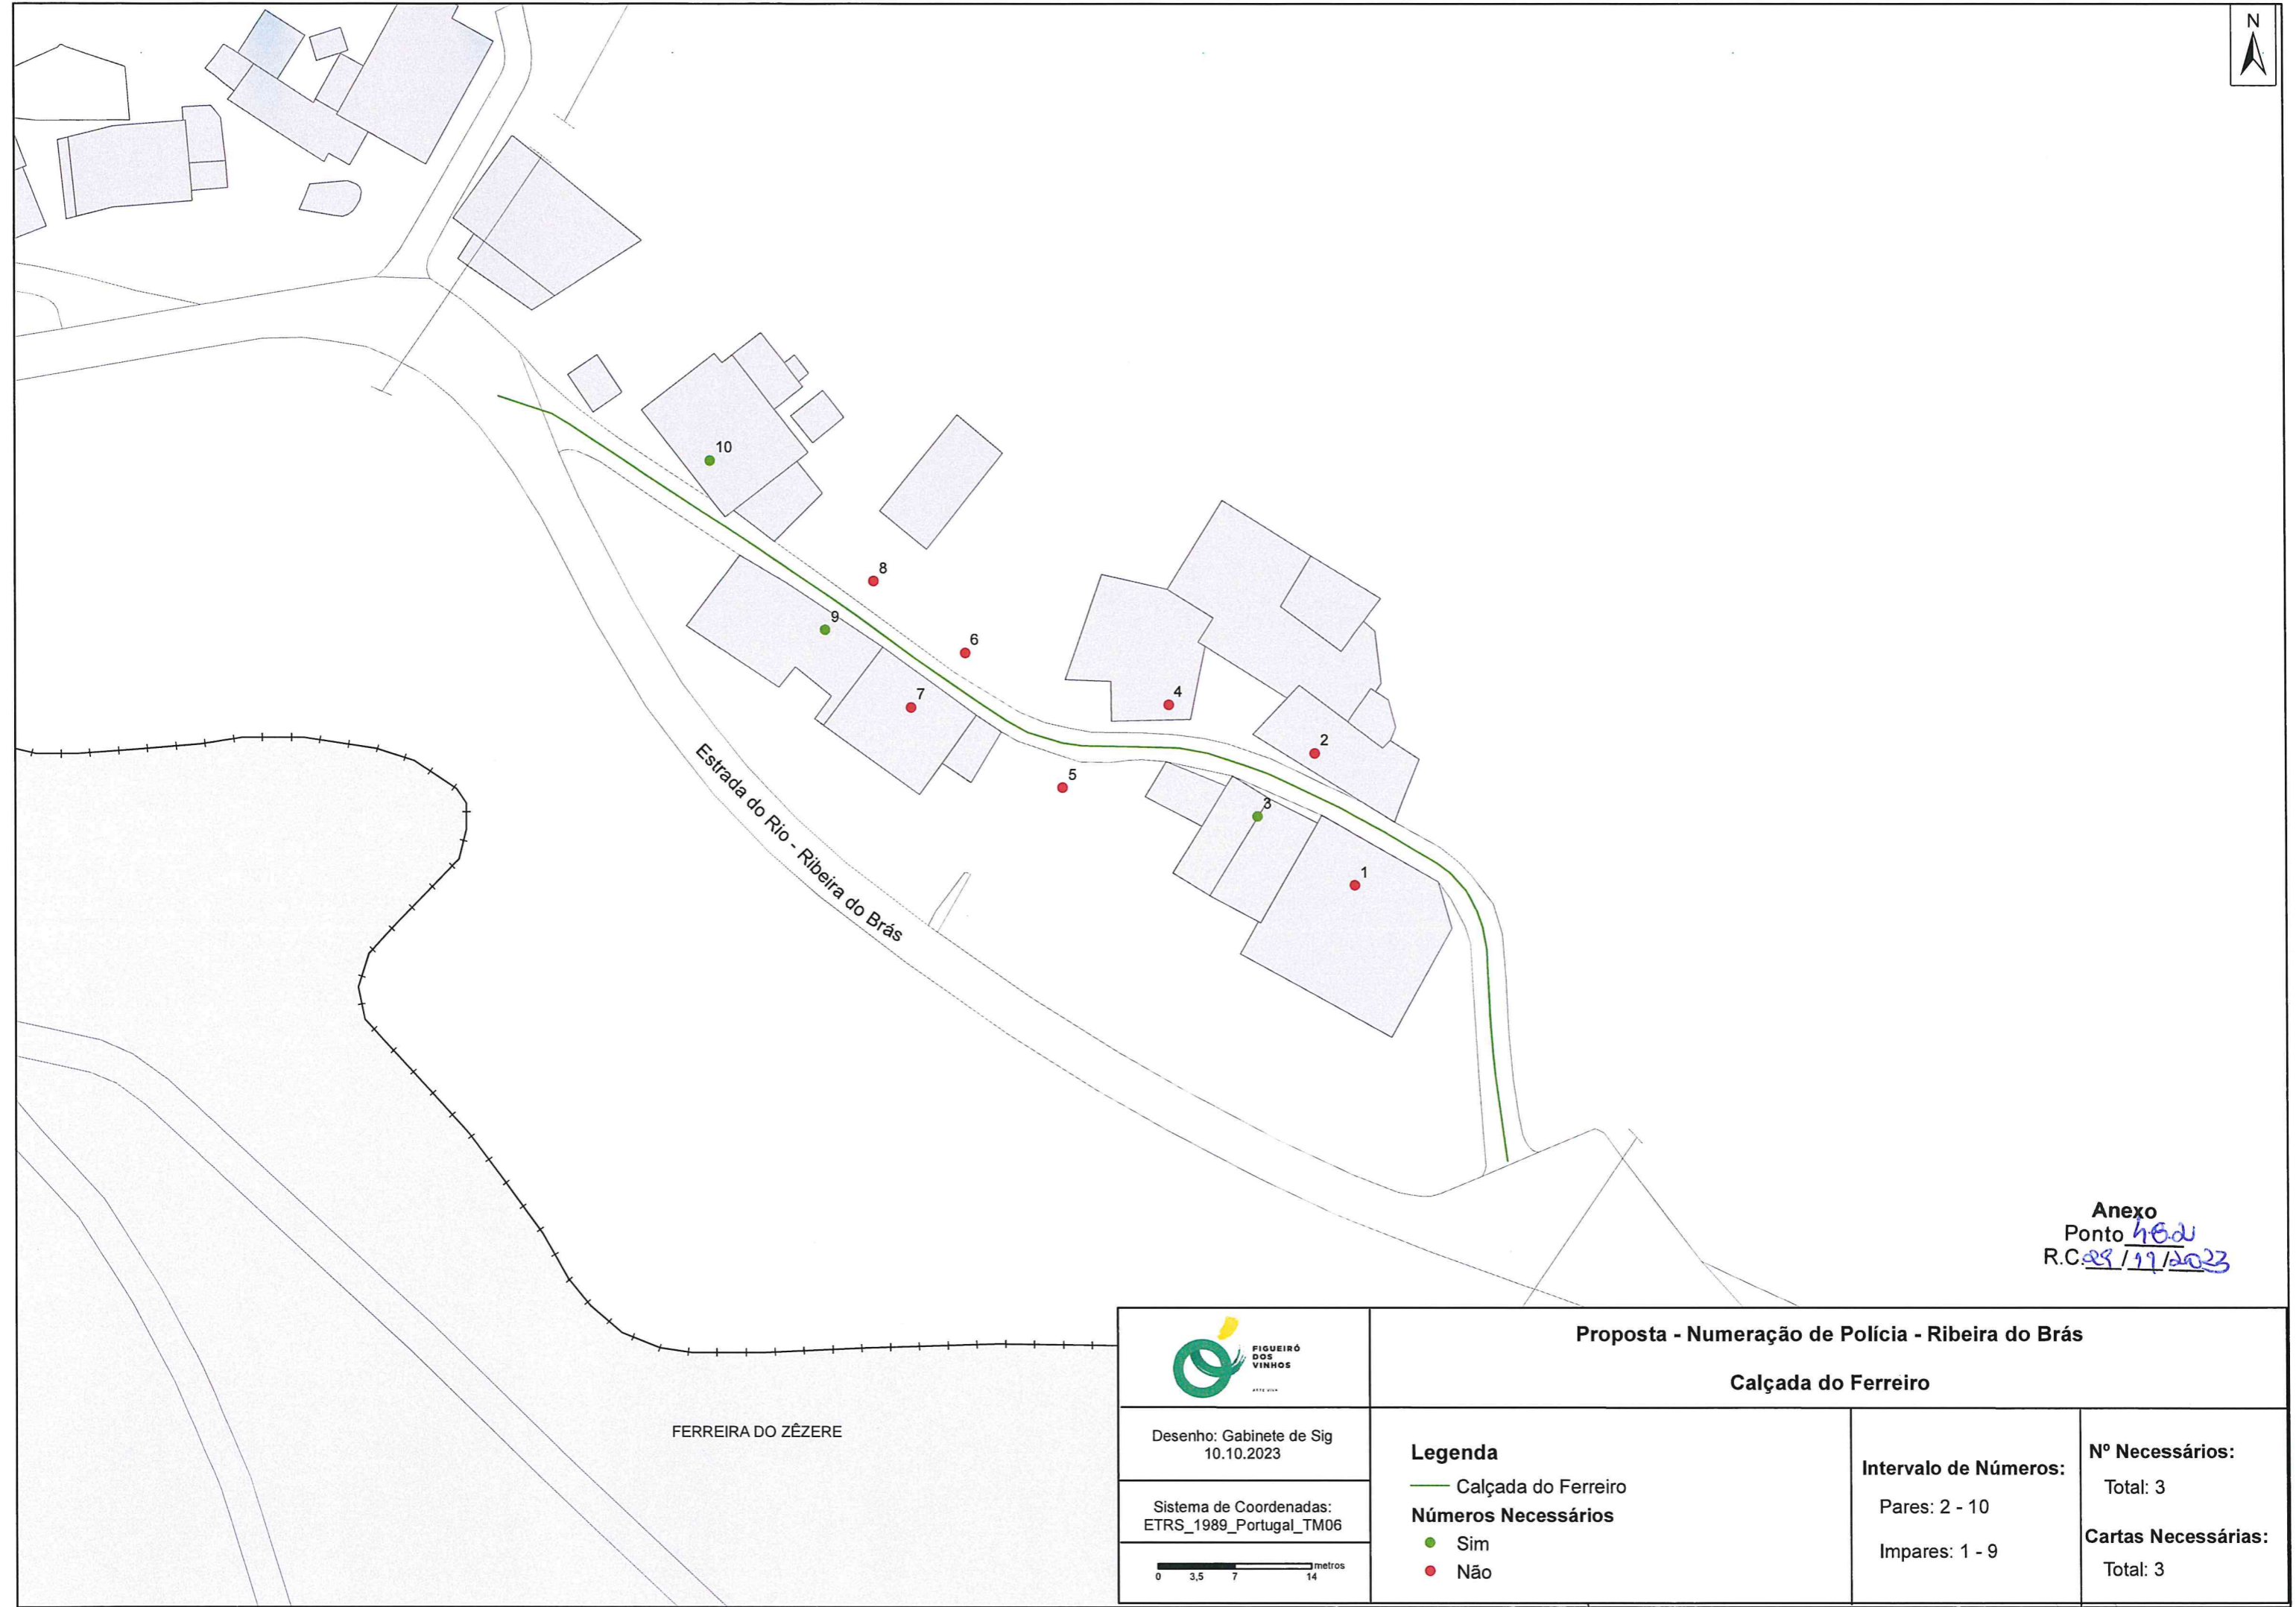 N
10
8
9
6
7
4
2
5
3
1
Estrada do Rio - Ribeira do Brás
Anexo
Ponto
R.C. 29/11/2023
FERREIRA DO ZÊZERE
FIGUEIRÓ
DOS
VINHOS
Proposta - Numeração de Polícia - Ribeira do Brás
Calçada do Ferreiro
Desenho: Gabinete de Sig
10.10.2023
Sistema de Coordenadas:
ETRS_1989_Portugal_TM06
metros
0 3,5 7 14
Legenda
Calçada do Ferreiro
Números Necessários
Sim
Não
Intervalo de Números:
Pares: 2 - 10
Impares: 1 - 9
Nº Necessários:
Total: 3
Cartas Necessárias:
Total: 3